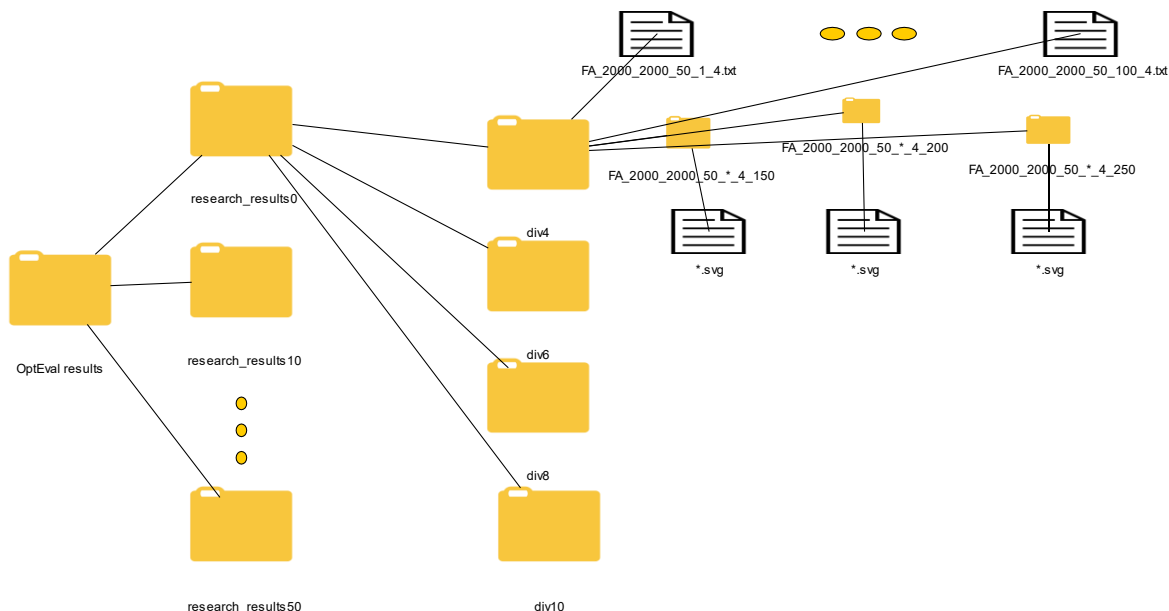 FA_2000_2000_50_1_4.txt
FA_2000_2000_50_100_4.txt
FA_2000_2000_50_*_4_150
FA_2000_2000_50_*_4_200
FA_2000_2000_50_*_4_250
research_results0
div4
*.svg
*.svg
*.svg
OptEval results
research_results10
div6
div8
research_results50
div10